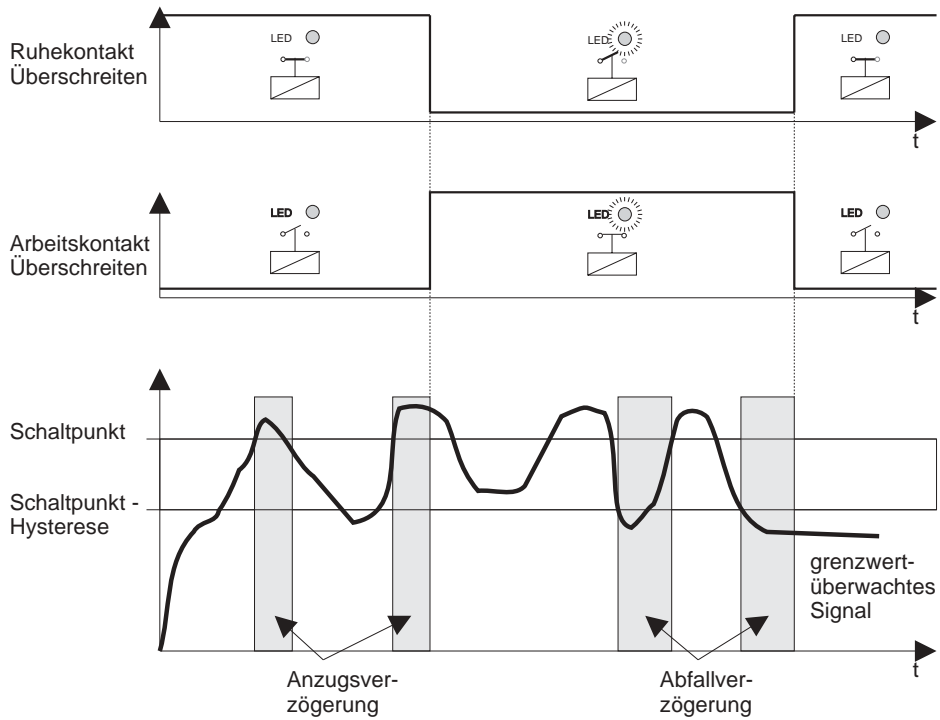 LED
LED
LED
Ruhekontakt
Überschreiten
t
LED
LED
LED
Arbeitskontakt
Überschreiten
t
Schaltpunkt
Schaltpunkt -
Hysterese
grenzwert-
überwachtes
Signal
t
Anzugsver-
zögerung
Abfallver-
zögerung